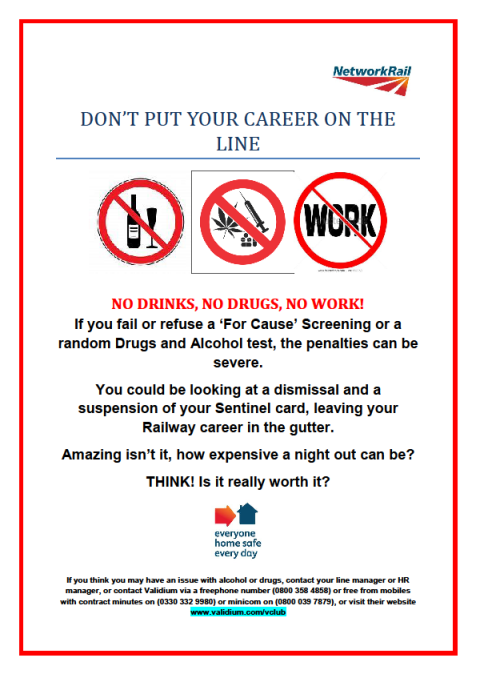 NetworkRail
DON'T PUT YOUR CAREER ON THE
LINE
WORK
NO DRINKS, NO DRUGS, NO WORK!
If you fail or refuse a 'For Cause' Screening or a
random Drugs and Alcohol test, the penalties can be
severe.
You could be looking at a dismissal and a
suspension of your Sentinel card, leaving your
Railway career in the gutter.
Amazing isn't it, how expensive a night out can be?
THINK! Is it really worth it?
everyone
home safe
every day
If you think you may have an issue with alcohol or drugs, contact your line manager or HR
manager, or contact Validium via a freephone number (0800 358 4858) or free from mobiles
with contract minutes on (0330 332 9980) or minicom on (0800 039 7879), or visit their website
www.validium.com/vclub